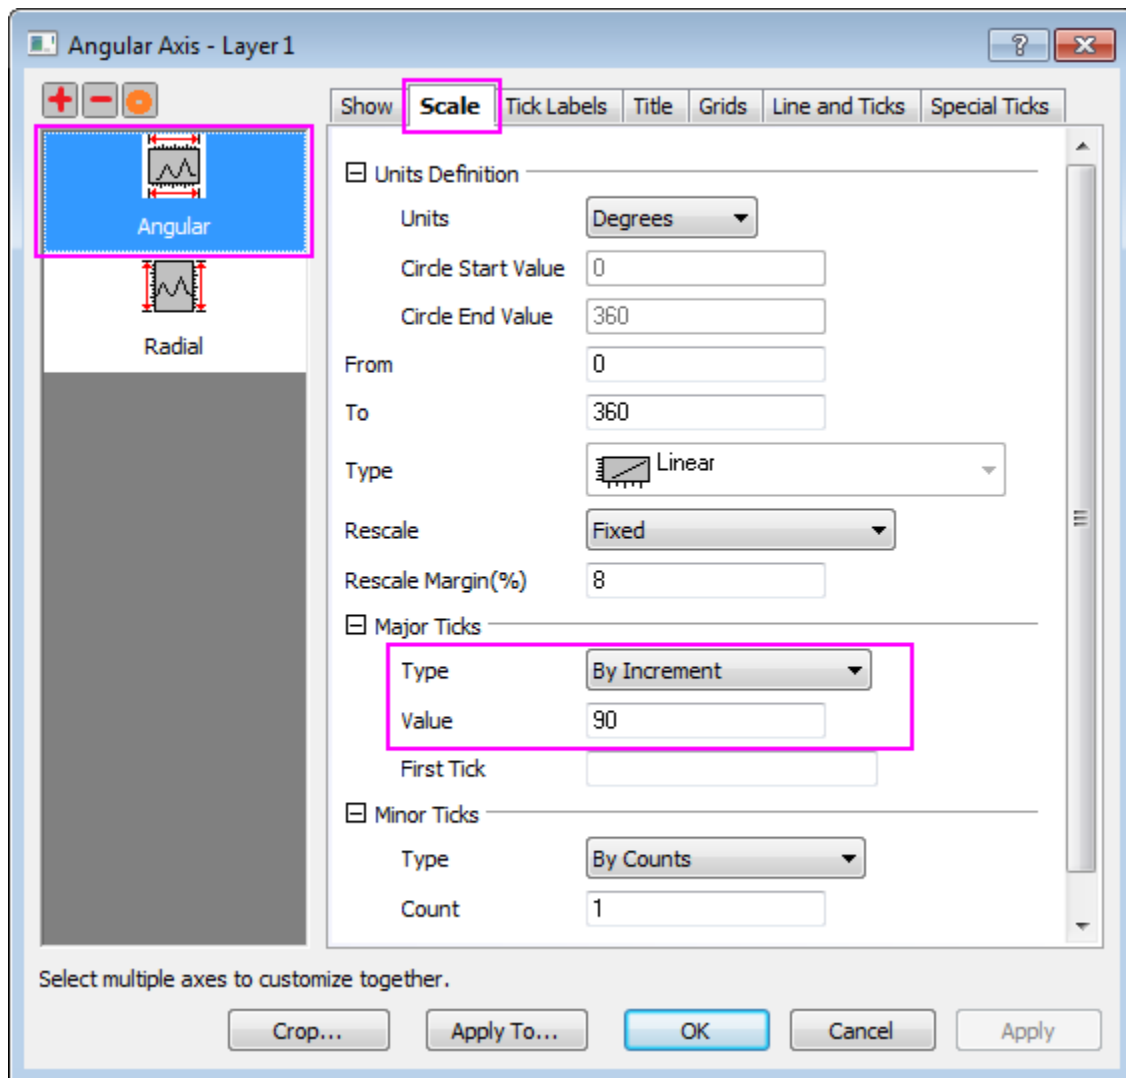 Angular Axis - Layer 1
Show Scale Tick Labels Title Grids Line and Ticks Special Ticks
Angular
Radial
Units Definition
Units Degrees
Circle Start Value 0
Circle End Value 360
From 0
To 360
Type Linear
Rescale Fixed
Rescale Margin(%) 8
Major Ticks
Type By Increment
Value 90
First Tick
Minor Ticks
Type By Counts
Count 1
Select multiple axes to customize together.
Crop... Apply To... OK Cancel Apply